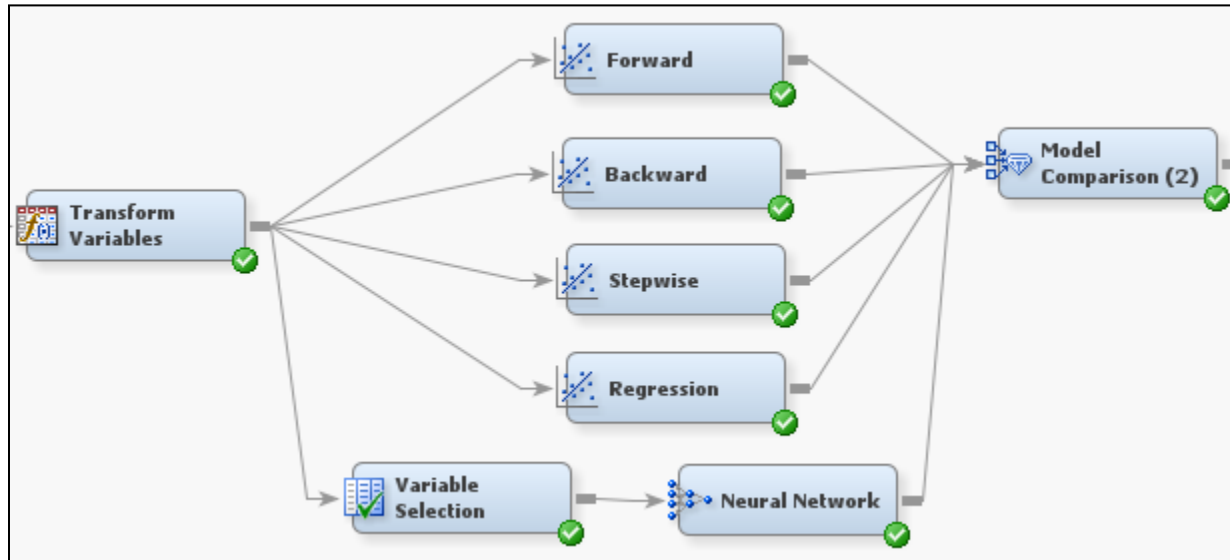 Forward
Backward
Transform
Variables
Stepwise
Regression
Variable
Selection
Neural Network
Model
Comparison (2)